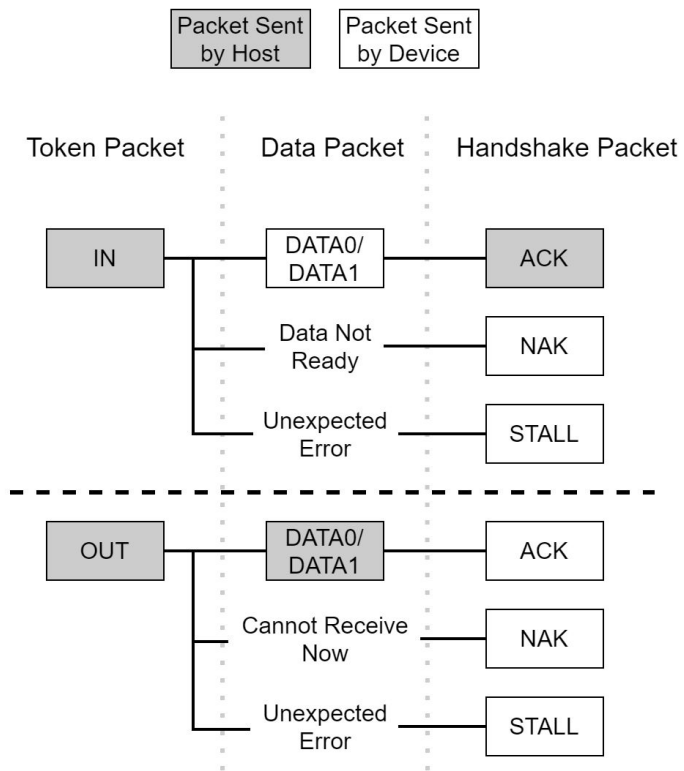 Packet Sent
by Host
Packet Sent
by Device
Token Packet
Data Packet
Handshake Packet
IN
DATA0/
DATA1
ACK
Data Not
Ready
NAK
Unexpected
Error
STALL
OUT
DATA0/
DATA1
ACK
Cannot Receive
Now
NAK
Unexpected
Error
STALL